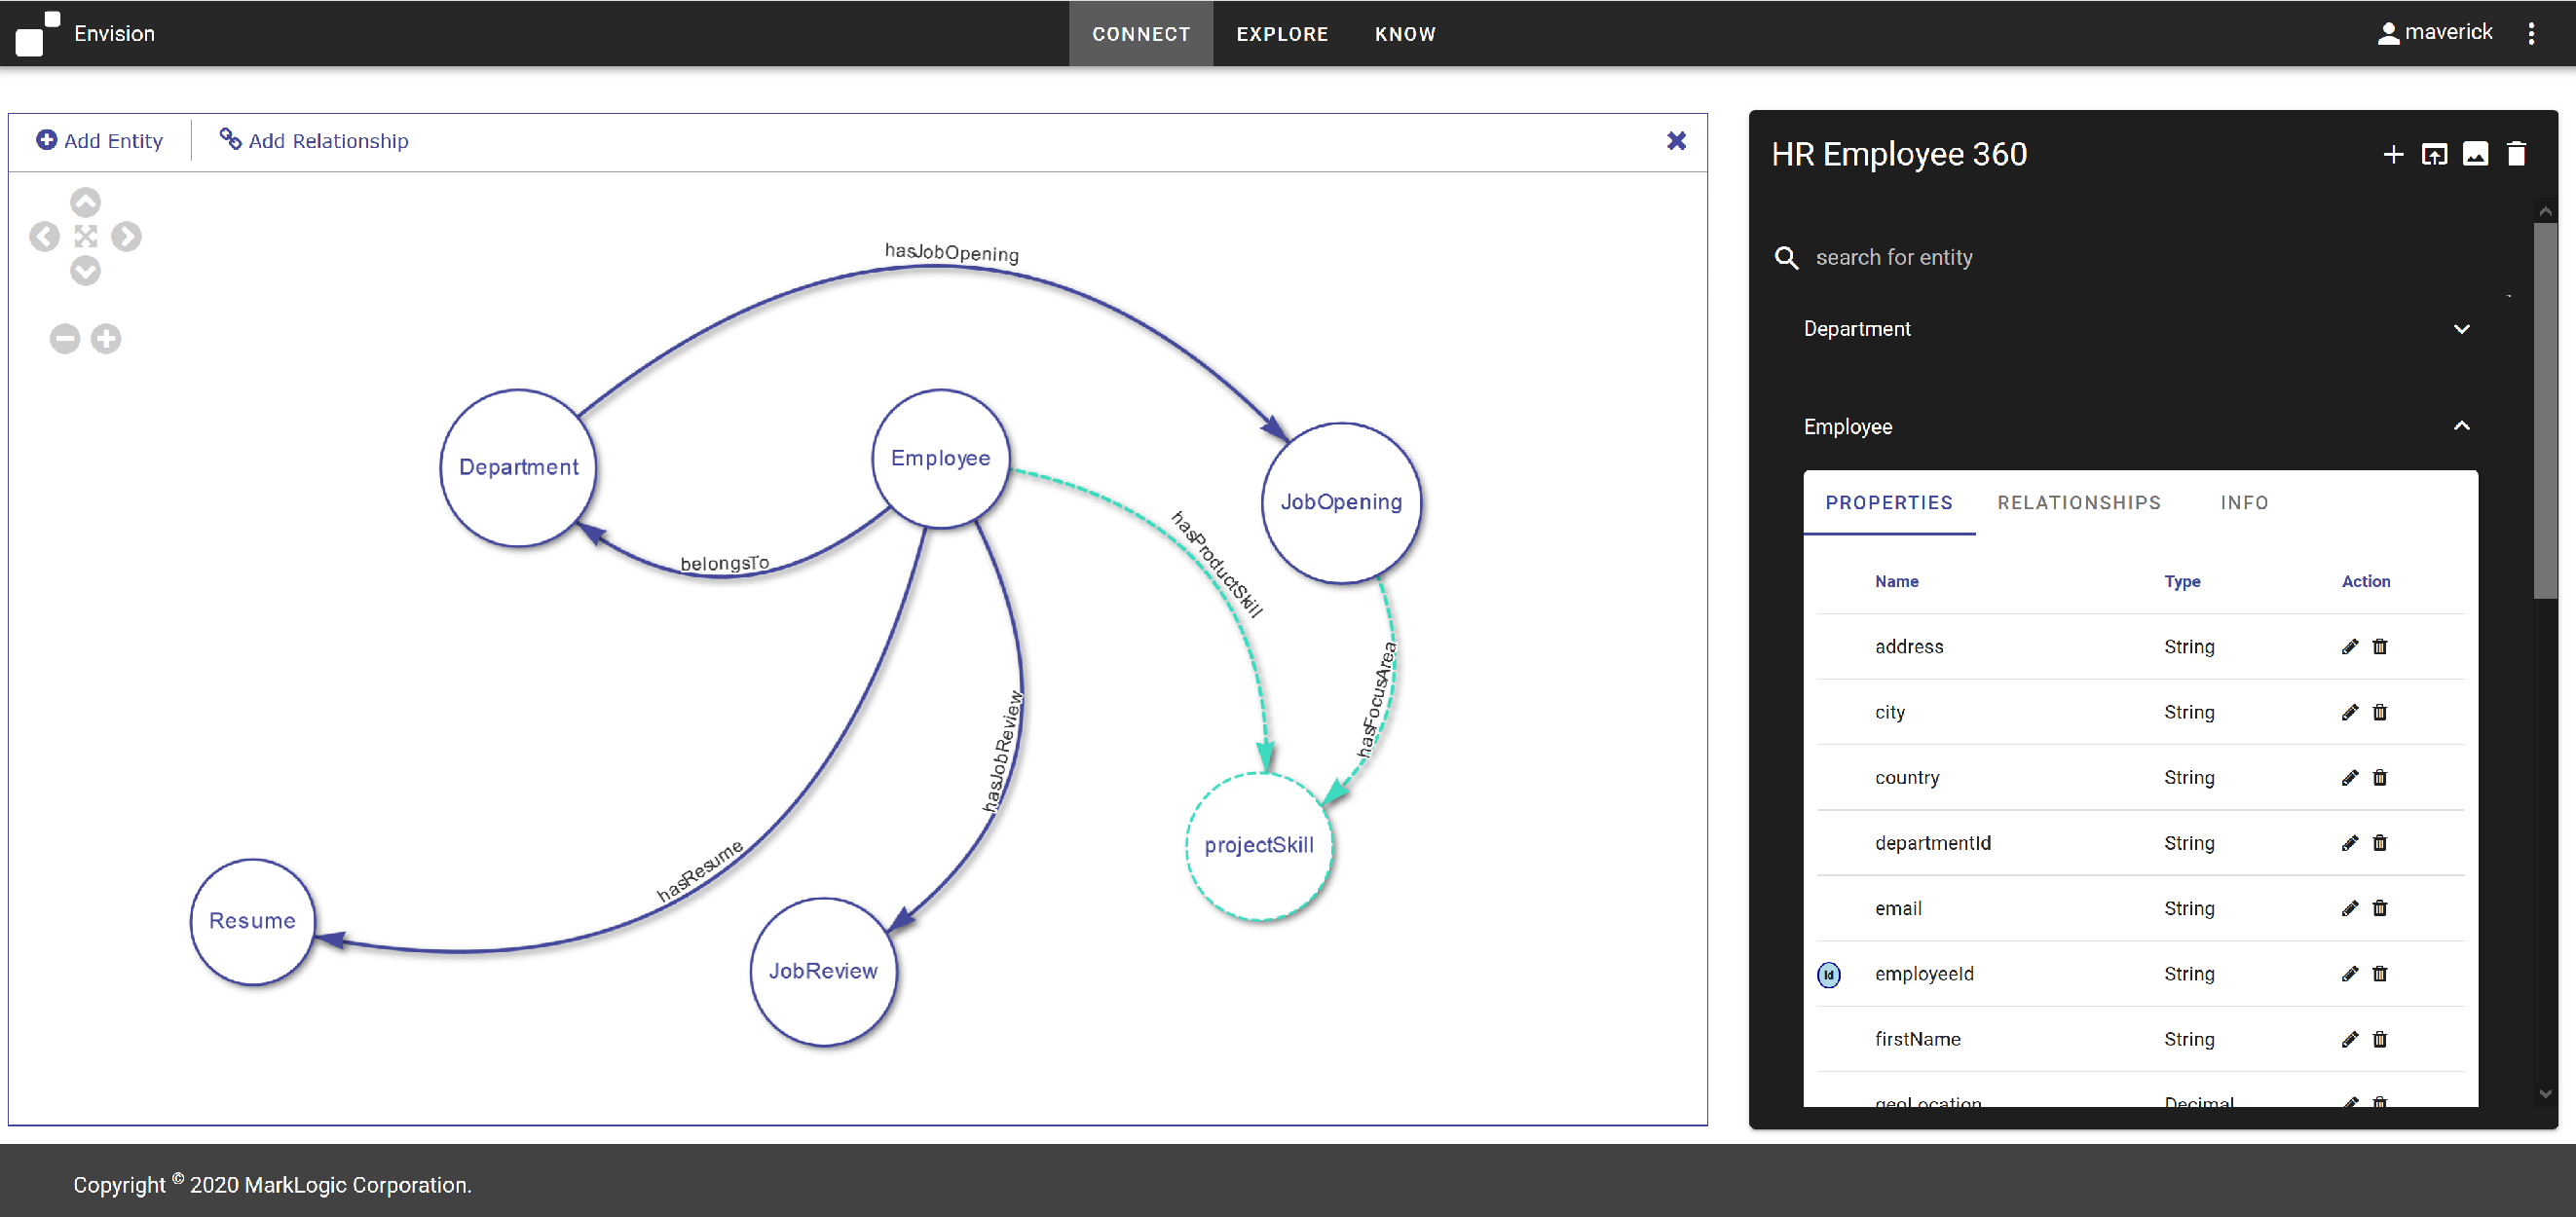 Envision
CONNECT
EXPLORE
KNOW
maverick
Add Entity
Add Relationship
hasJobOpening
Department
Employee
JobOpening
belongsTo
hasProductSkill
hasFocusArea
hasJobReview
hasResume
projectSkill
Resume
JobReview
HR Employee 360
search for entity
Department
Employee
PROPERTIES RELATIONSHIPS INFO
Name Type Action
address String
city String
country String
departmentId String
email String
Id employeeId String
firstName String
geoLocation Decimal
Copyright © 2020 MarkLogic Corporation.